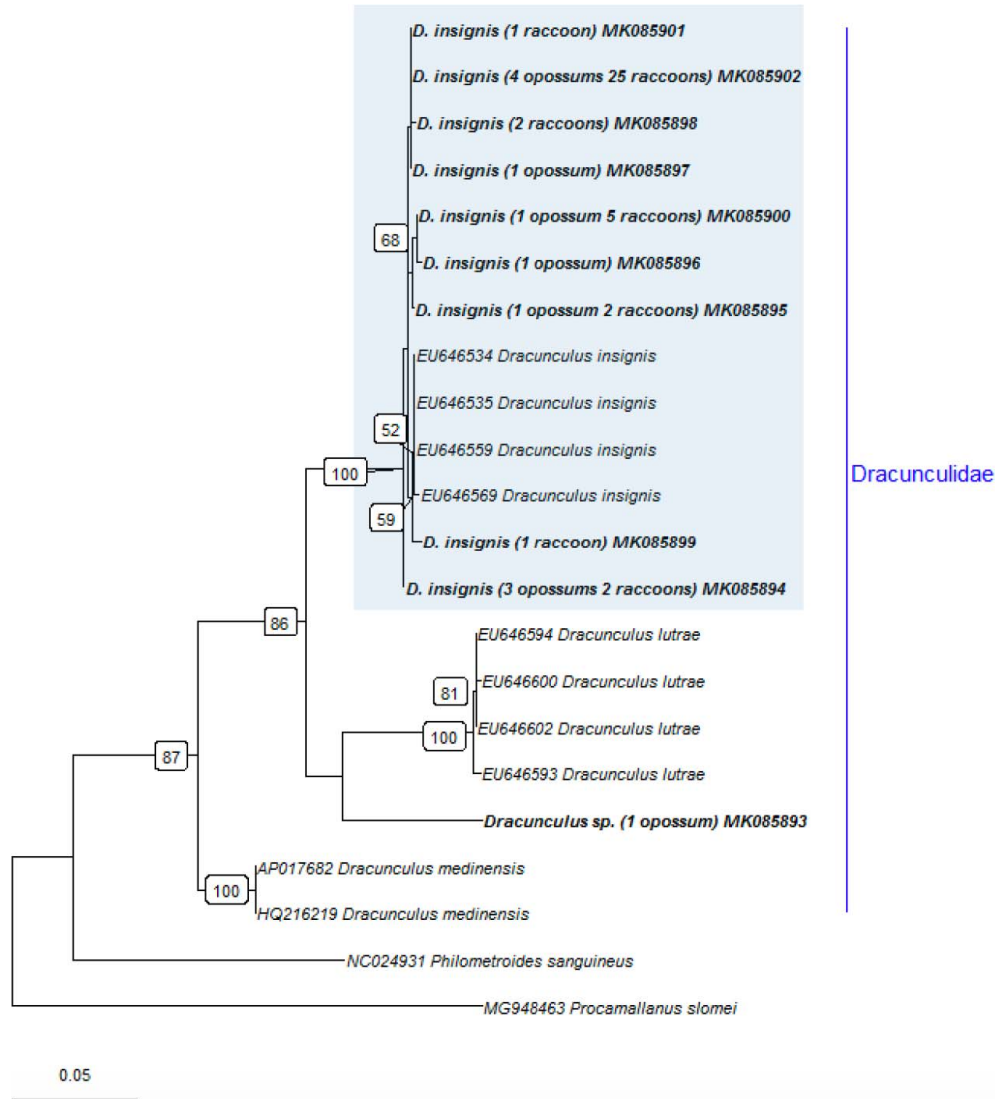 D. insignis (1 raccoon) MK085901
D. insignis (4 opossums 25 raccoons) MK085902
D. insignis (2 raccoons) MK085898
D. insignis (1 opossum) MK085897
D. insignis (1 opossum 5 raccoons) MK085900
68
D. insignis (1 opossum) MK085896
D. insignis (1 opossum 2 raccoons) MK085895
EU646534 Dracunculus insignis
EU646535 Dracunculus insignis
52
EU646559 Dracunculus insignis
100
Dracunculidae
EU646569 Dracunculus insignis
59
D. insignis (1 raccoon) MK085899
D. insignis (3 opossums 2 raccoons) MK085894
86
EU646594 Dracunculus lutrae
EU646600 Dracunculus lutrae
81
EU646602 Dracunculus lutrae
100
87
EU646593 Dracunculus lutrae
Dracunculus sp. (1 opossum) MK085893
AP017682 Dracunculus medinensis
100
HQ216219 Dracunculus medinensis
NC024931 Philometroides sanguineus
MG948463 Procamallanus slomei
0.05